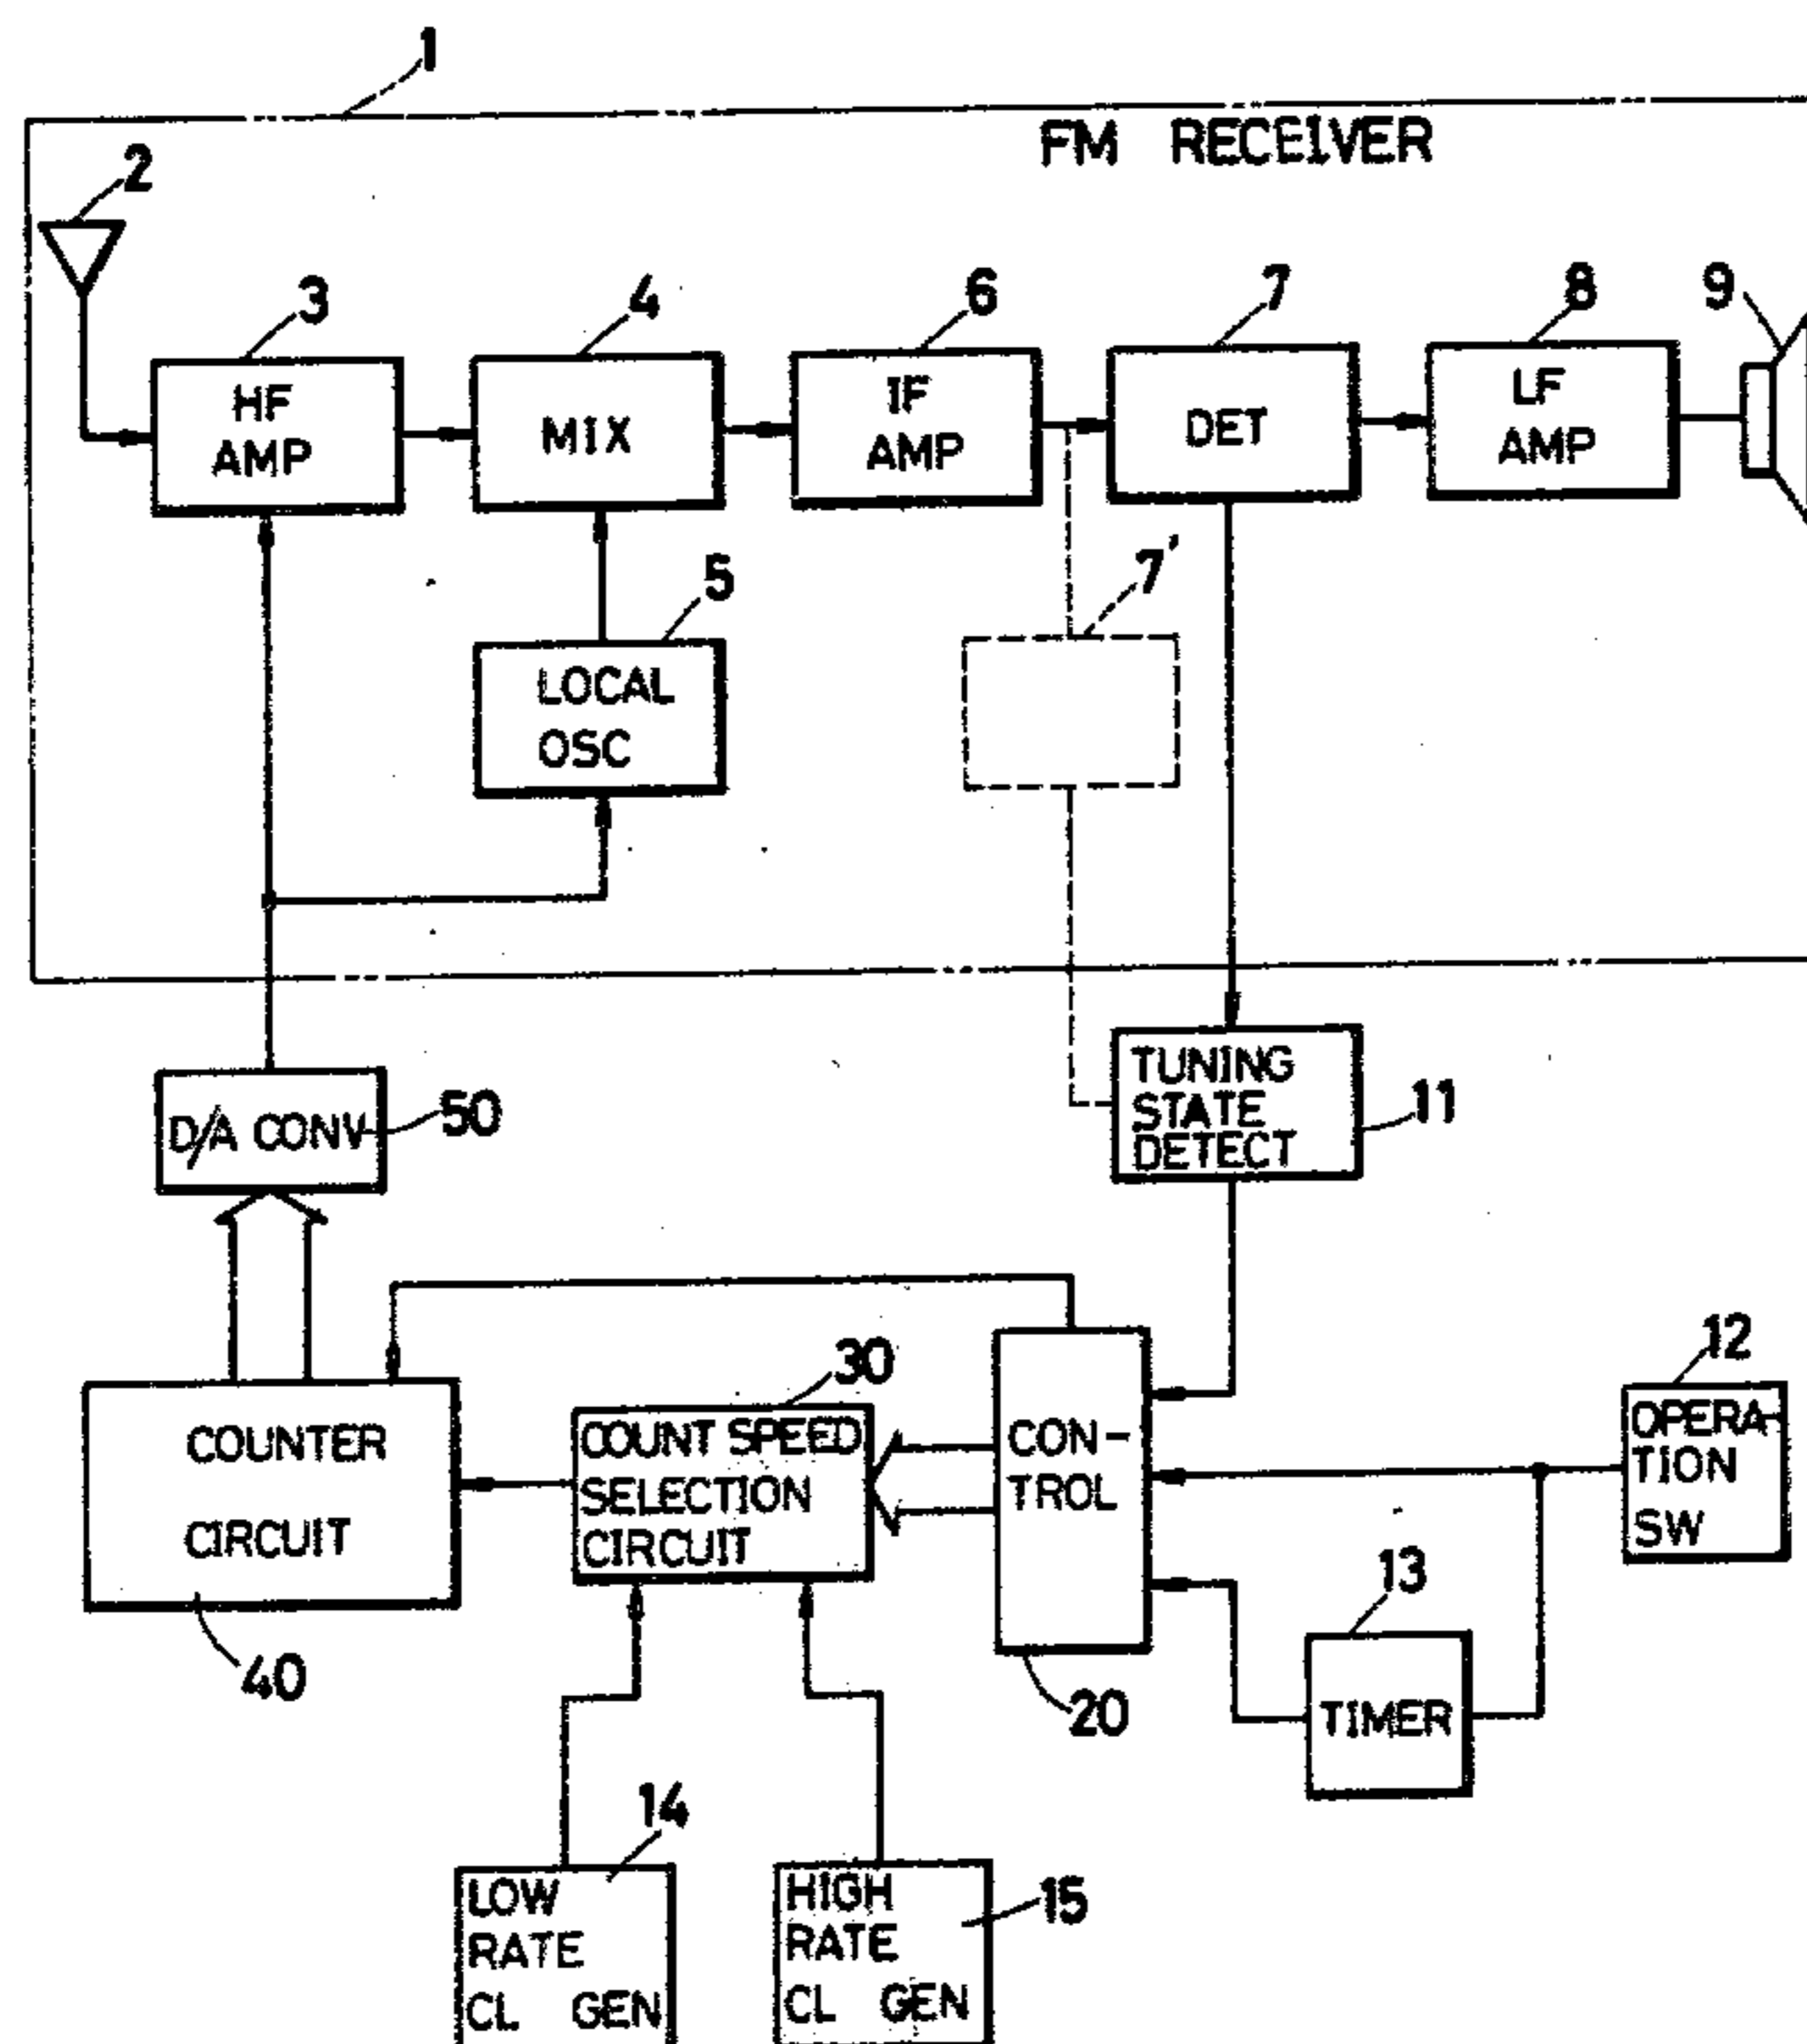 1
FM RECEIVER
2
3
4
6
7
8
9
HF
AMP
MIX
IF
AMP
DET
LF
AMP
5
7'
LOCAL
OSC
D/A CONV
50
TUNING
STATE
DETECT
11
30
12
COUNTER
CIRCUIT
40
COUNT SPEED
SELECTION
CIRCUIT
CON-
TROL
20
OPERA-
TION
SW
13
TIMER
14
LOW
RATE
CL GEN
HIGH
RATE
CL GEN
15